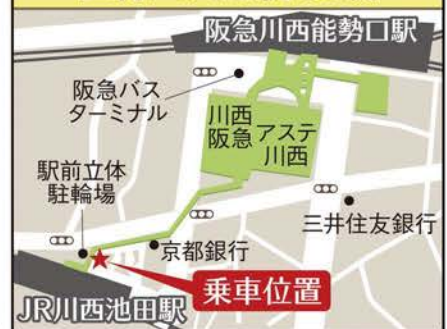 阪急川西能勢口駅
阪急バス
ターミナル
川西
阪急
アステ
川西
駅前立体
駐輪場
三井住友銀行
京都銀行
乗車位置
JR川西池田駅